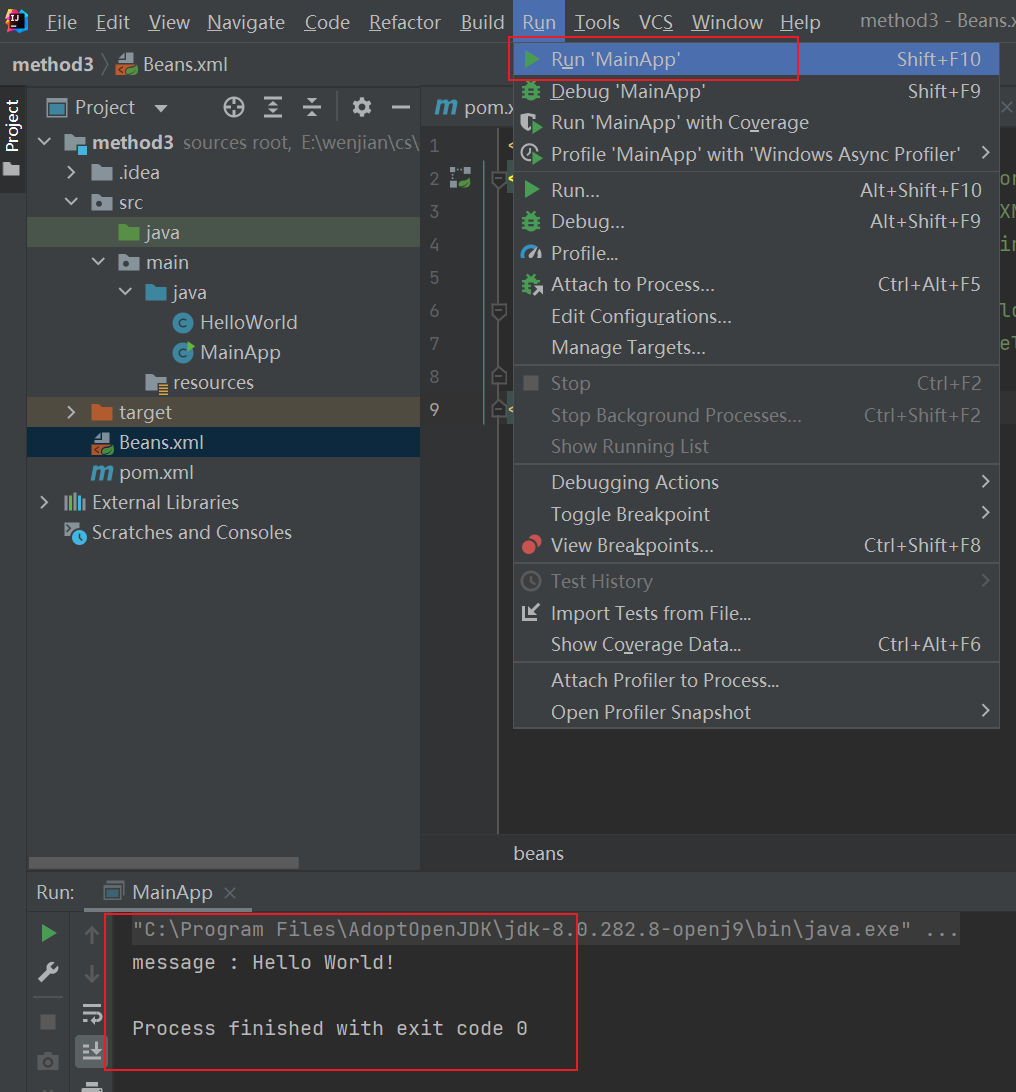 File Edit View Navigate Code Refactor Build Run Tools VCS Window Help method3 - Beans.x
method3 Beans.xml
Project
Project
method3 sources root, E:\wenjian\cs\
.idea
src
java
main
java
HelloWorld
MainApp
resources
target
Beans.xml
pom.xml
External Libraries
Scratches and Consoles
pom.x
1
2
3
4
5
6
7
8
9
Run 'MainApp' Shift+F10
Debug 'MainApp' Shift+F9
Run 'MainApp' with Coverage
Profile 'MainApp' with 'Windows Async Profiler'
Run... Alt+Shift+F10
Debug... Alt+Shift+F9
Profile...
Attach to Process... Ctrl+Alt+F5
Edit Configurations...
Manage Targets...
Stop Ctrl+F2
Stop Background Processes... Ctrl+Shift+F2
Show Running List
Debugging Actions
Toggle Breakpoint
View Breakpoints... Ctrl+Shift+F8
Test History
Import Tests from File...
Show Coverage Data... Ctrl+Alt+F6
Attach Profiler to Process...
Open Profiler Snapshot
beans
Run: MainApp
"C:\Program Files\AdoptOpenJDK\jdk-8.0.282.8-openj9\bin\java.exe" ...
message : Hello World!
Process finished with exit code 0